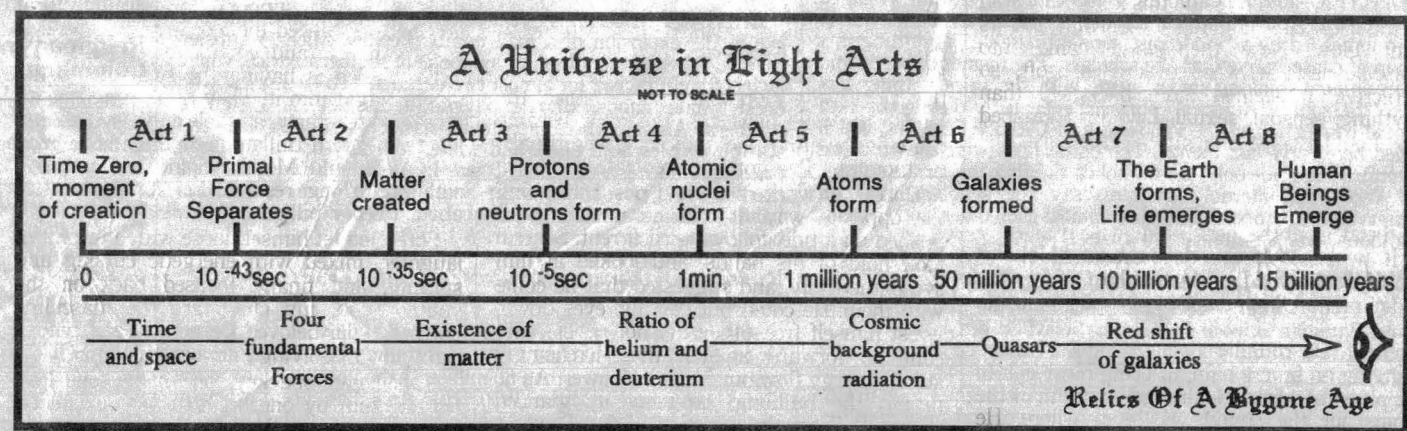 A Universe in Eight Acts
NOT TO SCALE
Act 1 Act 2 Act 3 Act 4 Act 5 Act 6 Act 7 Act 8
Time Zero,
moment
of creation
Primal
Force
Separates
Matter
created
Protons
and
neutrons form
Atomic
nuclei
form
Atoms
form
Galaxies
formed
The Earth
forms,
Life emerges
Human
Beings
Emerge
0 10 -43sec 10 -35sec 10 -5sec 1min 1 million years 50 million years 10 billion years 15 billion years
Time
and space
Four
fundamental
Forces
Existence of
matter
Ratio of
helium and
deuterium
Cosmic
background
radiation
Quasars
Red shift
of galaxies
Relics Of A Bygone Age
He